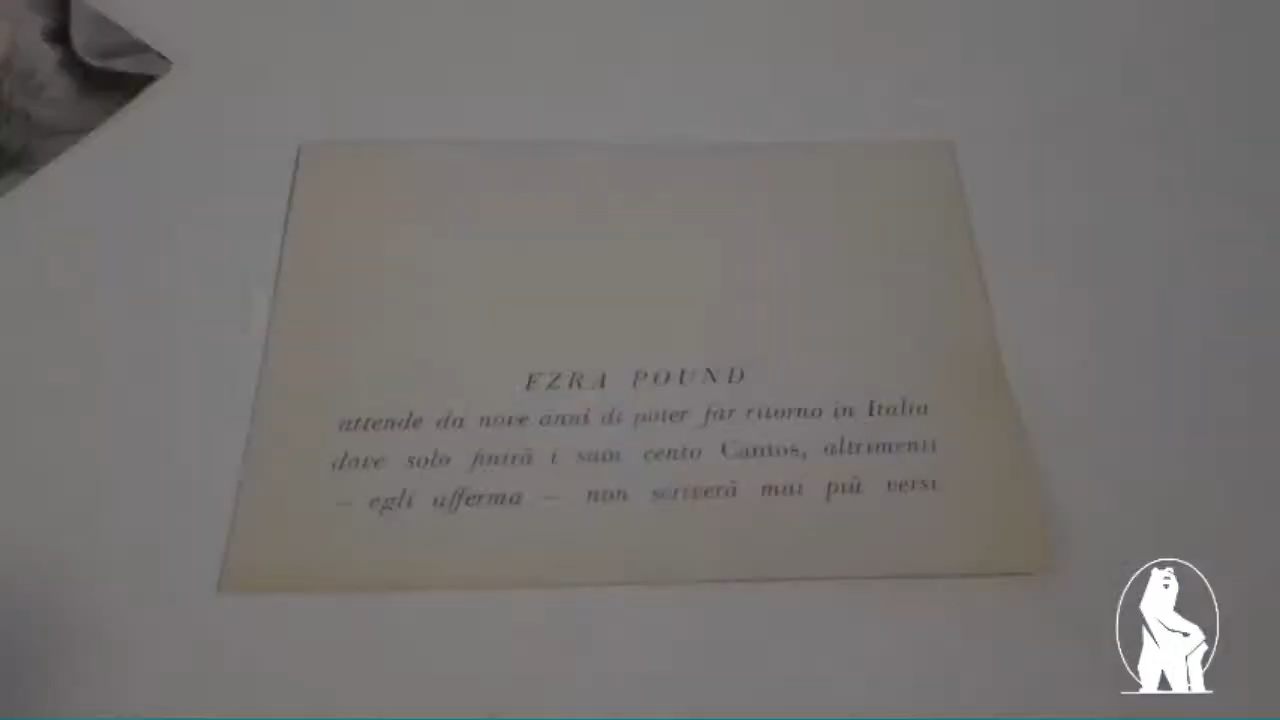 EZRA POUND
attende da nove anni di poter far ritorno in Italia
dove solo finirà i suoi cento Cantos, altrimenti
– egli afferma – non scriverà mai più versi